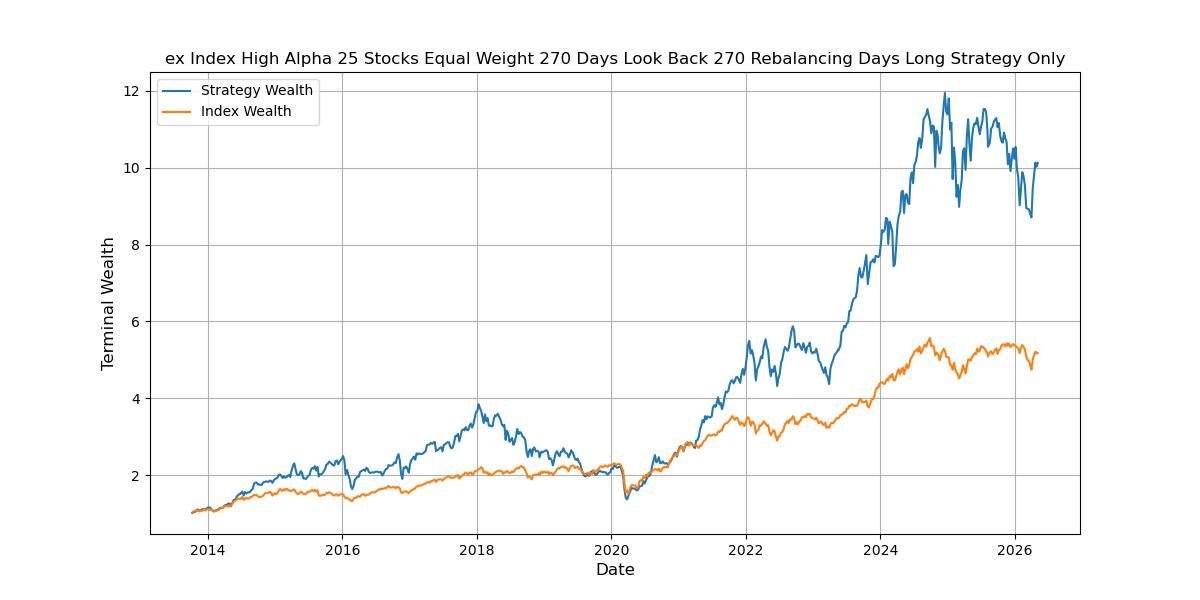 ex Index High Alpha 25 Stocks Equal Weight 270 Days Look Back 270 Rebalancing Days Long Strategy Only
Strategy Wealth
Index Wealth
Terminal Wealth
12
10
8
6
4
2
2014 2016 2018 2020 2022 2024 2026
Date